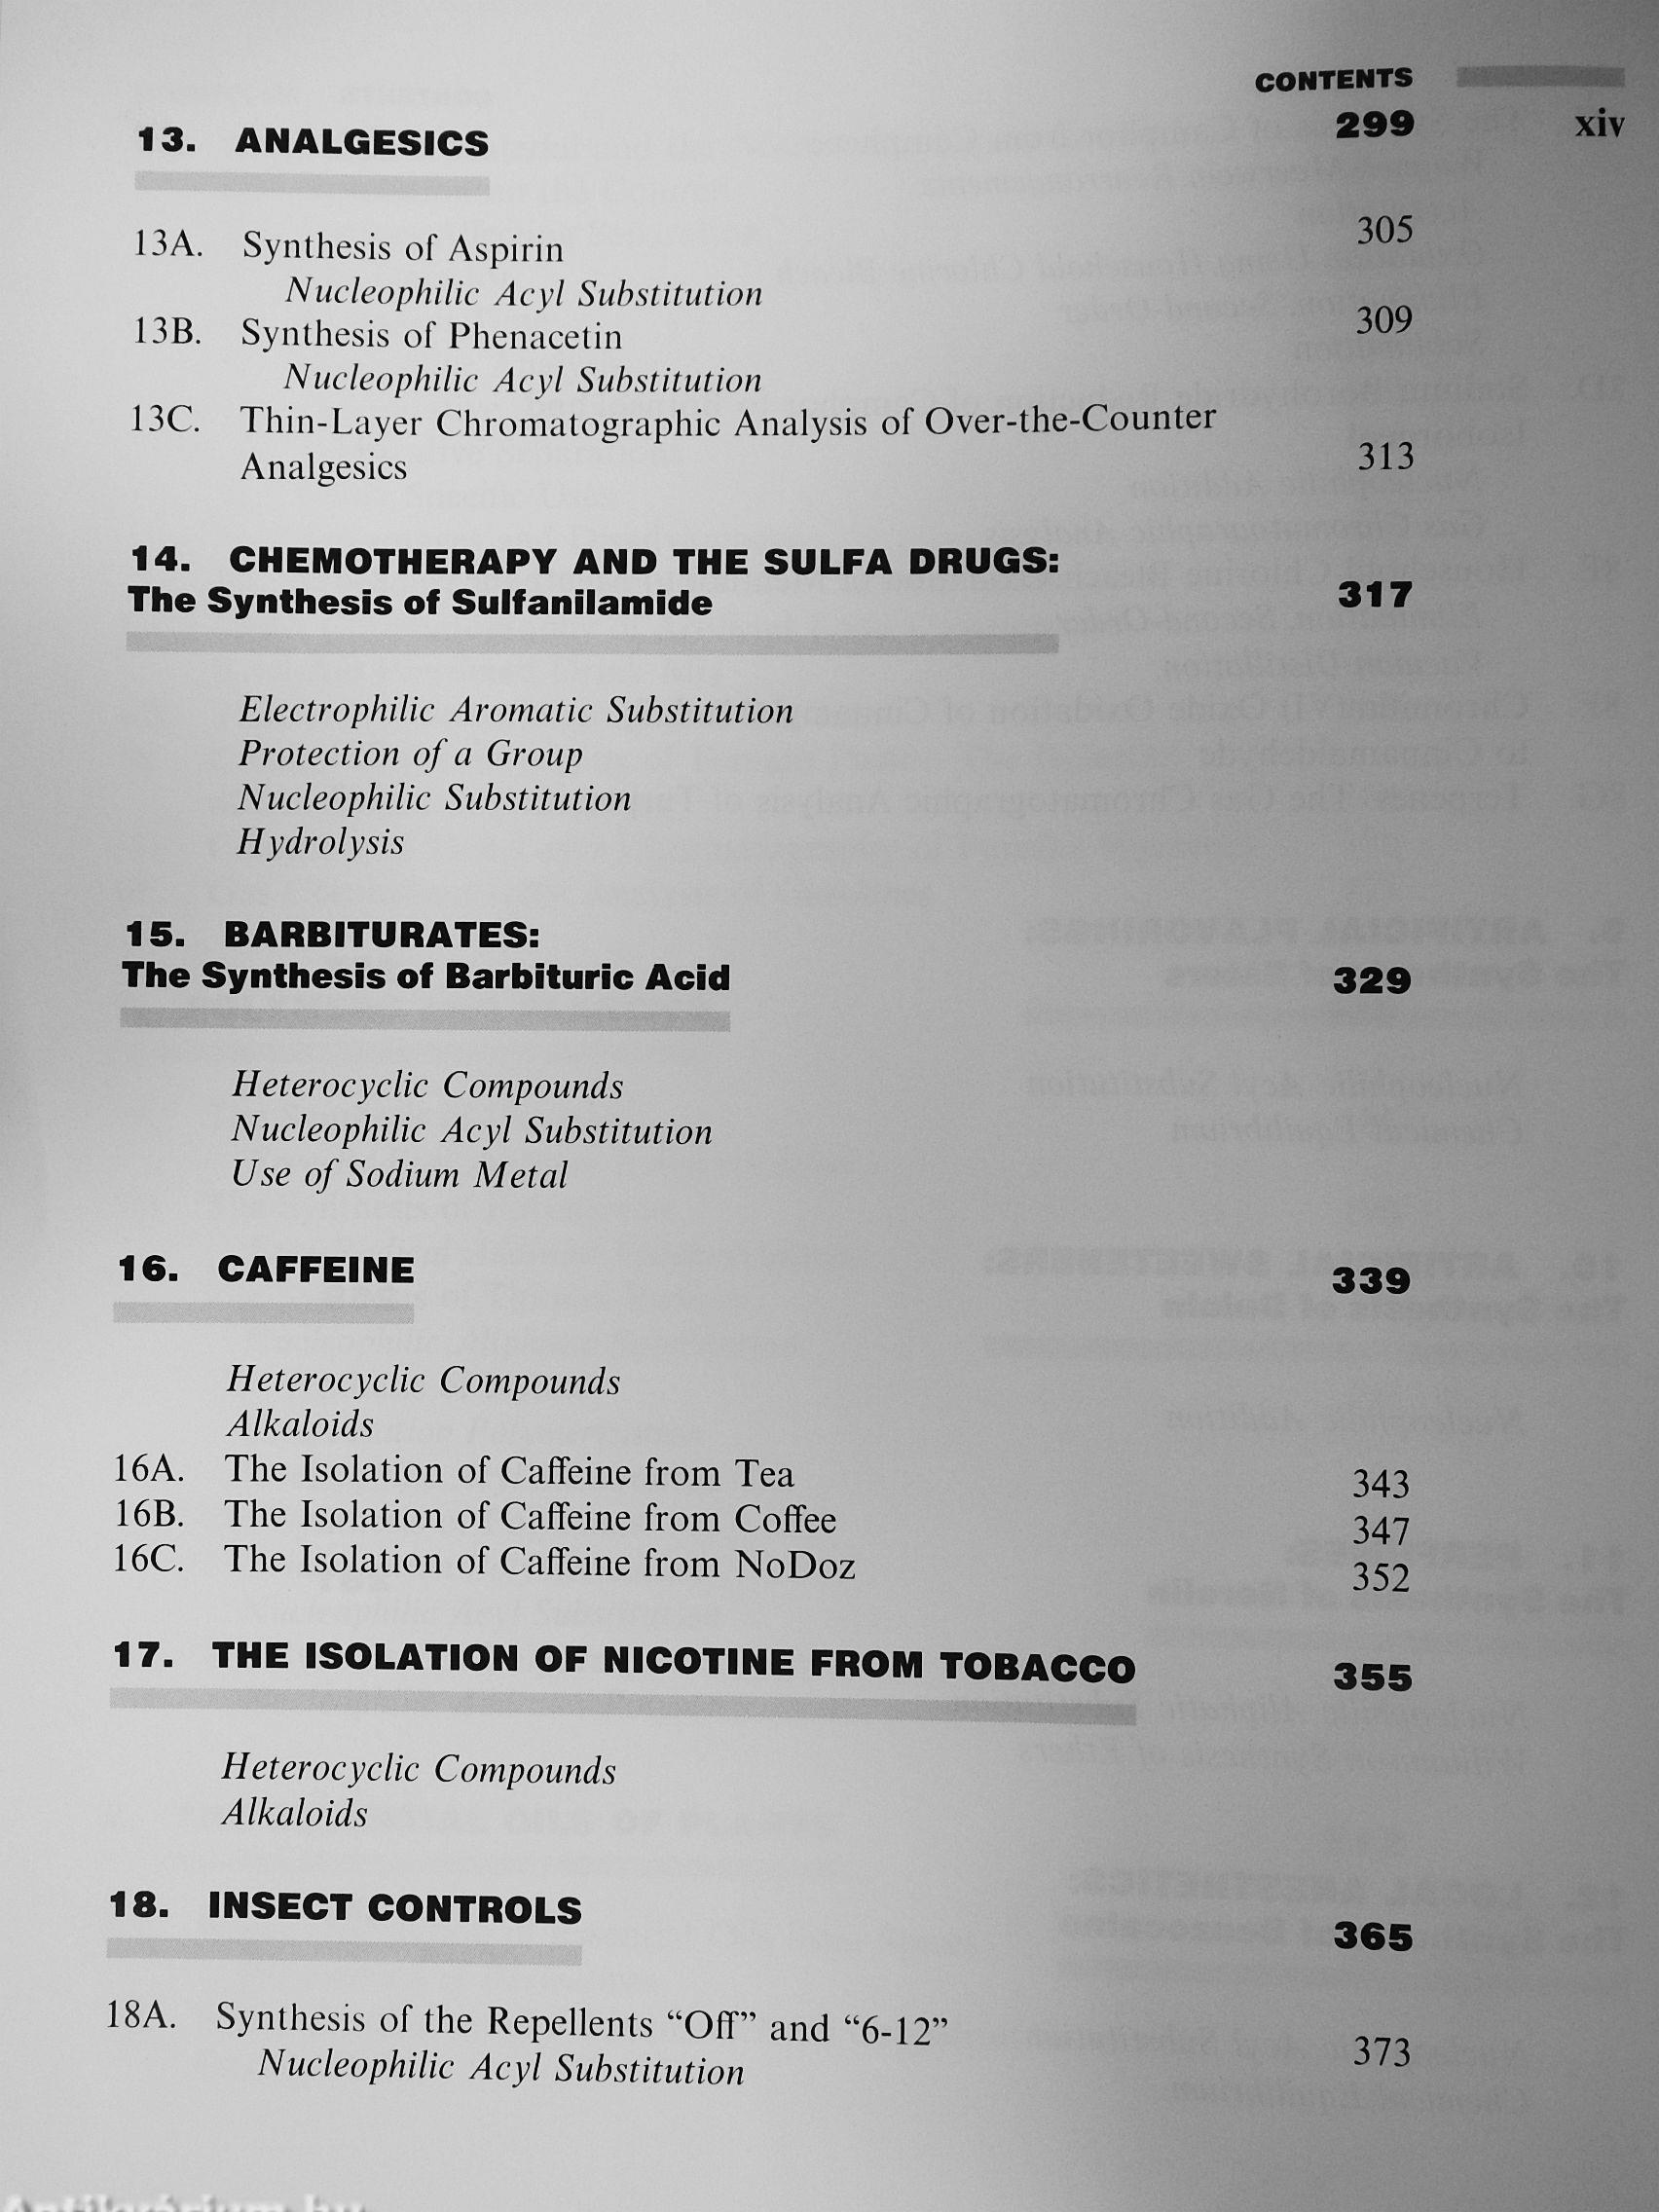 CONTENTS
13. ANALGESICS 299 xiv
13A. Synthesis of Aspirin 305
Nucleophilic Acyl Substitution
13B. Synthesis of Phenacetin 309
Nucleophilic Acyl Substitution
13C. Thin-Layer Chromatographic Analysis of Over-the-Counter
Analgesics 313
14. CHEMOTHERAPY AND THE SULFA DRUGS:
The Synthesis of Sulfanilamide 317
Electrophilic Aromatic Substitution
Protection of a Group
Nucleophilic Substitution
Hydrolysis
15. BARBITURATES:
The Synthesis of Barbituric Acid 329
Heterocyclic Compounds
Nucleophilic Acyl Substitution
Use of Sodium Metal
16. CAFFEINE 339
Heterocyclic Compounds
Alkaloids
16A. The Isolation of Caffeine from Tea 343
16B. The Isolation of Caffeine from Coffee 347
16C. The Isolation of Caffeine from NoDoz 352
17. THE ISOLATION OF NICOTINE FROM TOBACCO 355
Heterocyclic Compounds
Alkaloids
18. INSECT CONTROLS 365
18A. Synthesis of the Repellents “Off” and “6-12” 373
Nucleophilic Acyl Substitution